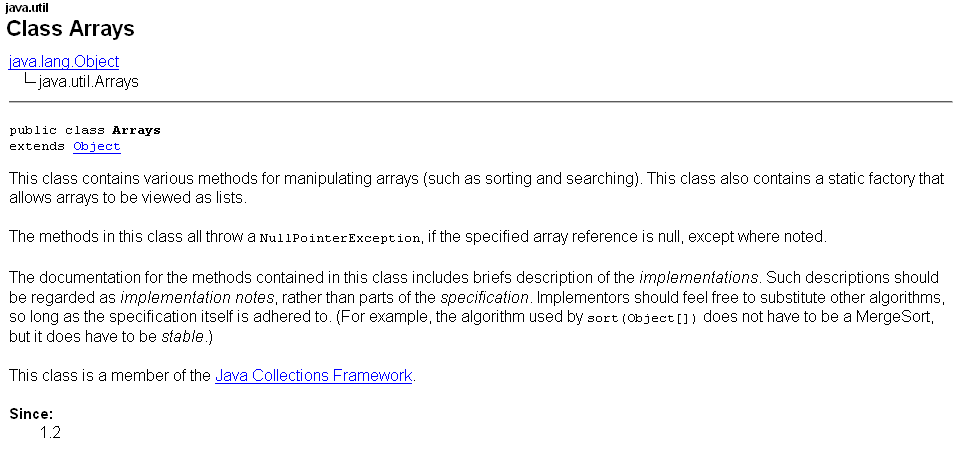 java.util
Class Arrays
java.lang.Object
java.util.Arrays
public class Arrays
extends Object
This class contains various methods for manipulating arrays (such as sorting and searching). This class also contains a static factory that
allows arrays to be viewed as lists.
The methods in this class all throw a NullPointerException, if the specified array reference is null, except where noted.
The documentation for the methods contained in this class includes briefs description of the implementations. Such descriptions should
be regarded as implementation notes, rather than parts of the specification. Implementors should feel free to substitute other algorithms,
so long as the specification itself is adhered to. (For example, the algorithm used by sort(Object[]) does not have to be a MergeSort,
but it does have to be stable.)
This class is a member of the Java Collections Framework.
Since:
1.2